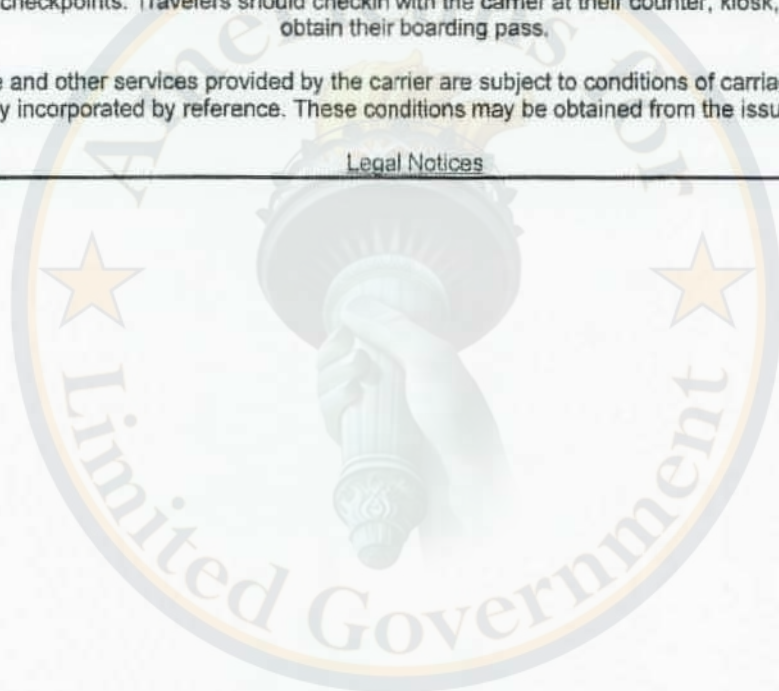 checkpoints. Travelers should checkin with the carrier at their counter, kiosk,
obtain their boarding pass.
and other services provided by the carrier are subject to conditions of
incorporated by reference. These conditions may be obtained from the
Legal Notices
Americans for
Limited Government